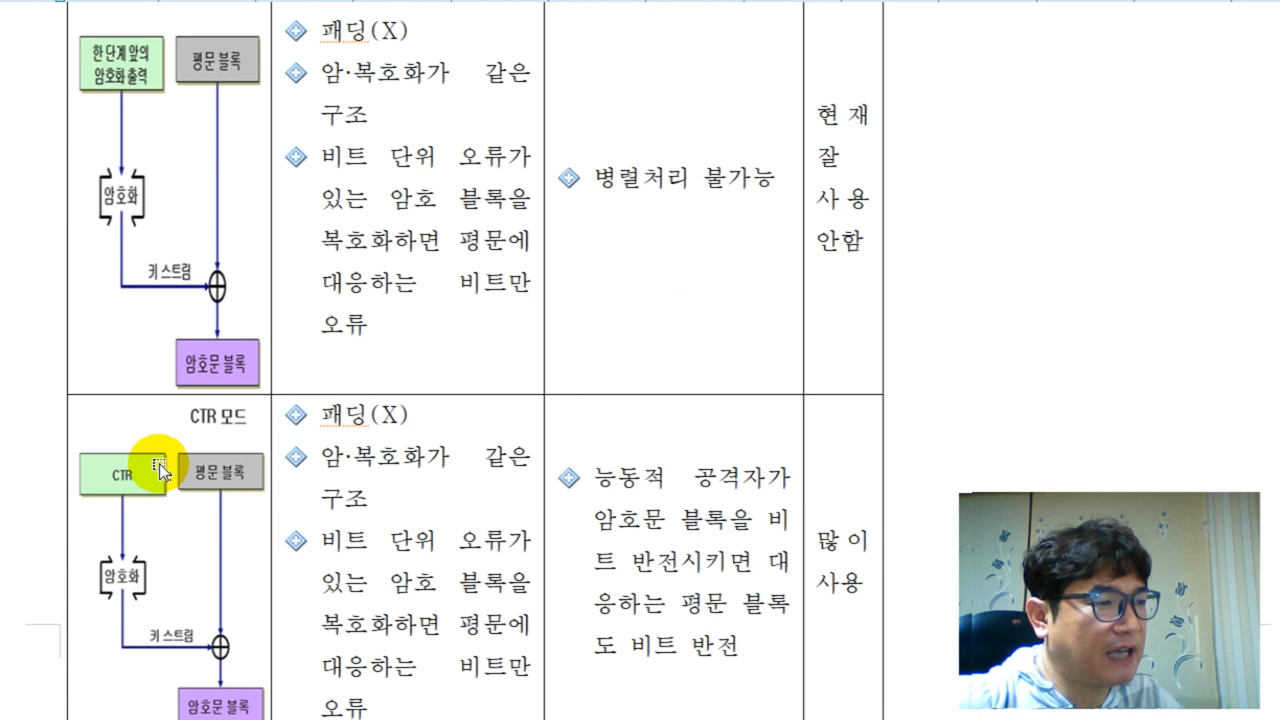 한 단계 앞의
암호화 출력
평문 블록
암호화
키 스트림
암호문 블록
패딩(X)
암·복호화가 같은
구조
비트 단위 오류가
있는 암호 블록을
복호화하면 평문에
대응하는 비트만
오류
병렬처리 불가능
현 재
잘
사 용
안함
CTR 모드
CTR
평문 블록
암호화
키 스트림
암호문 블록
패딩(X)
암·복호화가 같은
구조
비트 단위 오류가
있는 암호 블록을
복호화하면 평문에
대응하는 비트만
오류
능동적 공격자가
암호문 블록을 비
트 반전시키면 대
응하는 평문 블록
도 비트 반전
많 이
사용